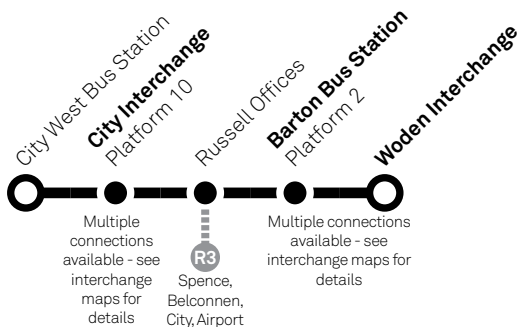 City West Bus Station
City Interchange
Platform 10
Russell Offices
Barton Bus Station
Platform 2
Woden Interchange
Multiple
connections
available - see
interchange
maps for
details
R3
Spence,
Belconnen,
City, Airport
Multiple connections
available - see
interchange maps for
details